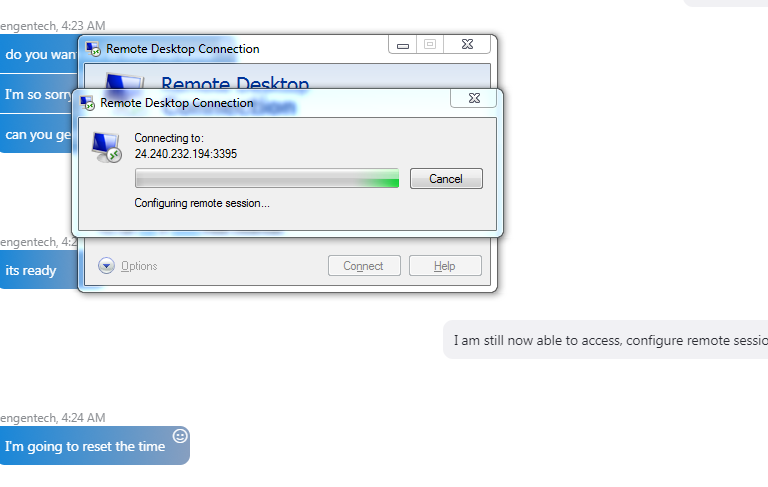 engentech, 4:23 AM
do you wan
I'm so sorry
can you ge
Remote Desktop Connection
Remote Desktop
Connection
Remote Desktop Connection
Connecting to:
24.240.232.194:3395
Cancel
Configuring remote session...
engentech, 4:2
its ready
Options
Connect
Help
I am still now able to access, configure remote sessio
engentech, 4:24 AM
I'm going to reset the time